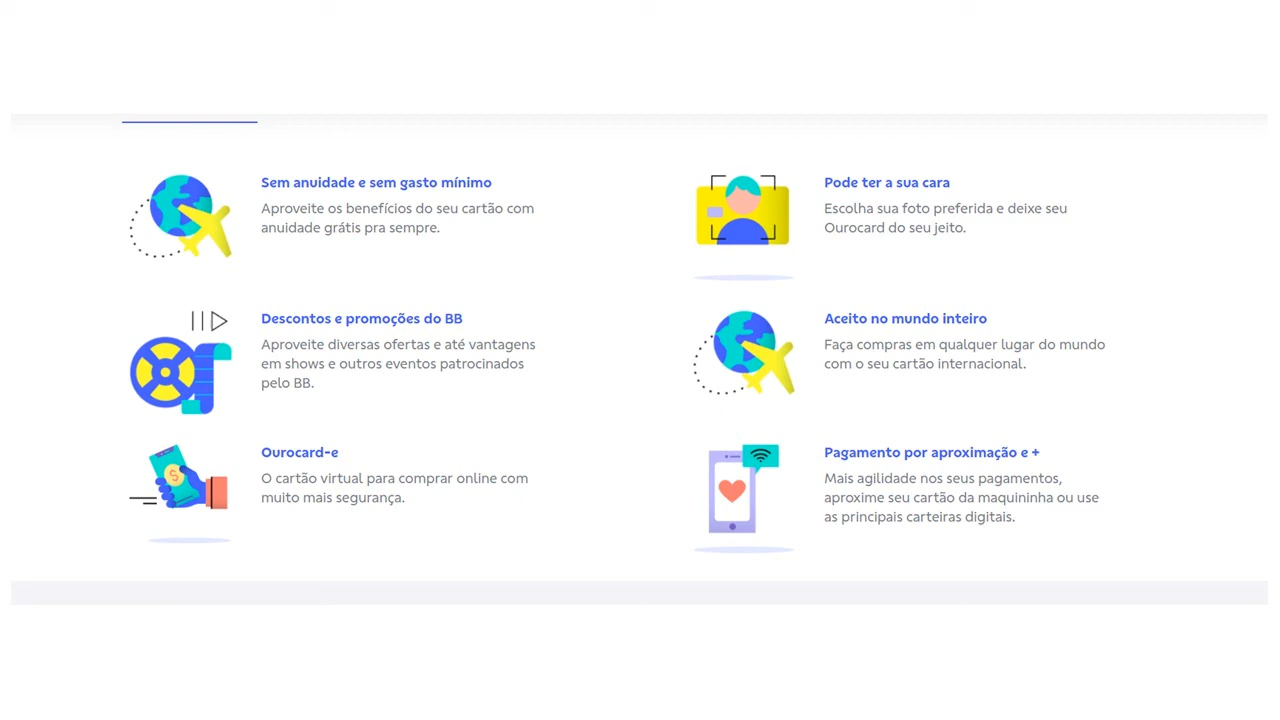 Sem anuidade e sem gasto mínimo
Aproveite os benefícios do seu cartão com
anuidade grátis pra sempre.
Pode ter a sua cara
Escolha sua foto preferida e deixe seu
Ourocard do seu jeito.
Descontos e promoções do BB
Aproveite diversas ofertas e até vantagens
em shows e outros eventos patrocinados
pelo BB.
Aceito no mundo inteiro
Faça compras em qualquer lugar do mundo
com o seu cartão internacional.
Ourocard-e
O cartão virtual para comprar online com
muito mais segurança.
Pagamento por aproximação e +
Mais agilidade nos seus pagamentos,
aproxime seu cartão da maquininha ou use
as principais carteiras digitais.